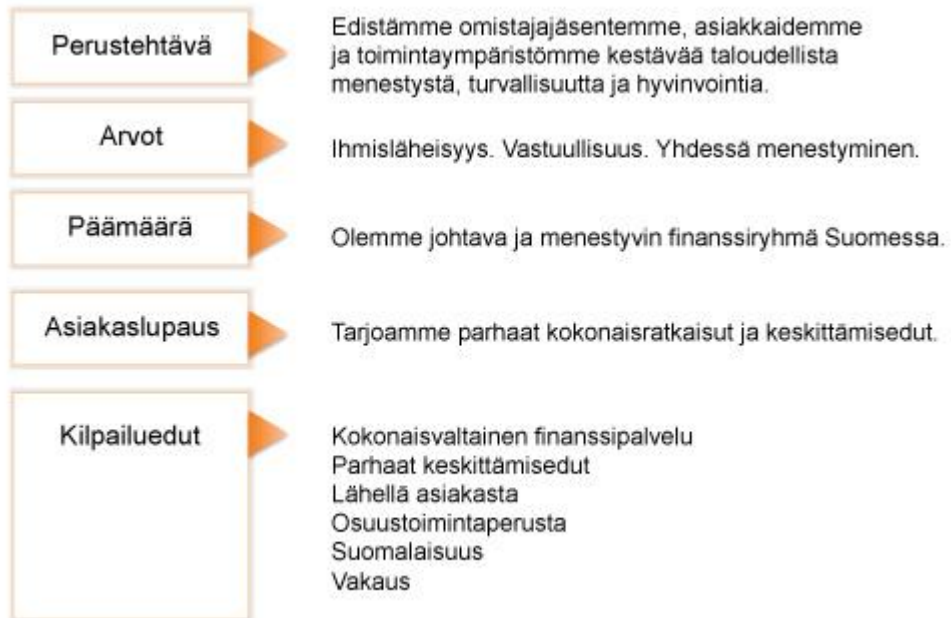 Perustehtävä
Edistämme omistajajäsentemme, asiakkaidemme
ja toimintaympäristömme kestävää taloudellista
menestystä, turvallisuutta ja hyvinvointia.
Arvot
Ihmisläheisyys. Vastuullisuus. Yhdessä menestyminen.
Päämäärä
Olemme johtava ja menestyvin finanssiryhmä Suomessa.
Asiakaslupaus
Tarjoamme parhaat kokonaisratkaisut ja keskittämisedut.
Kilpailuedut
Kokonaisvaltainen finanssipalvelu
Parhaat keskittämisedut
Lähellä asiakasta
Osuustoimintaperusta
Suomalaisuus
Vakaus